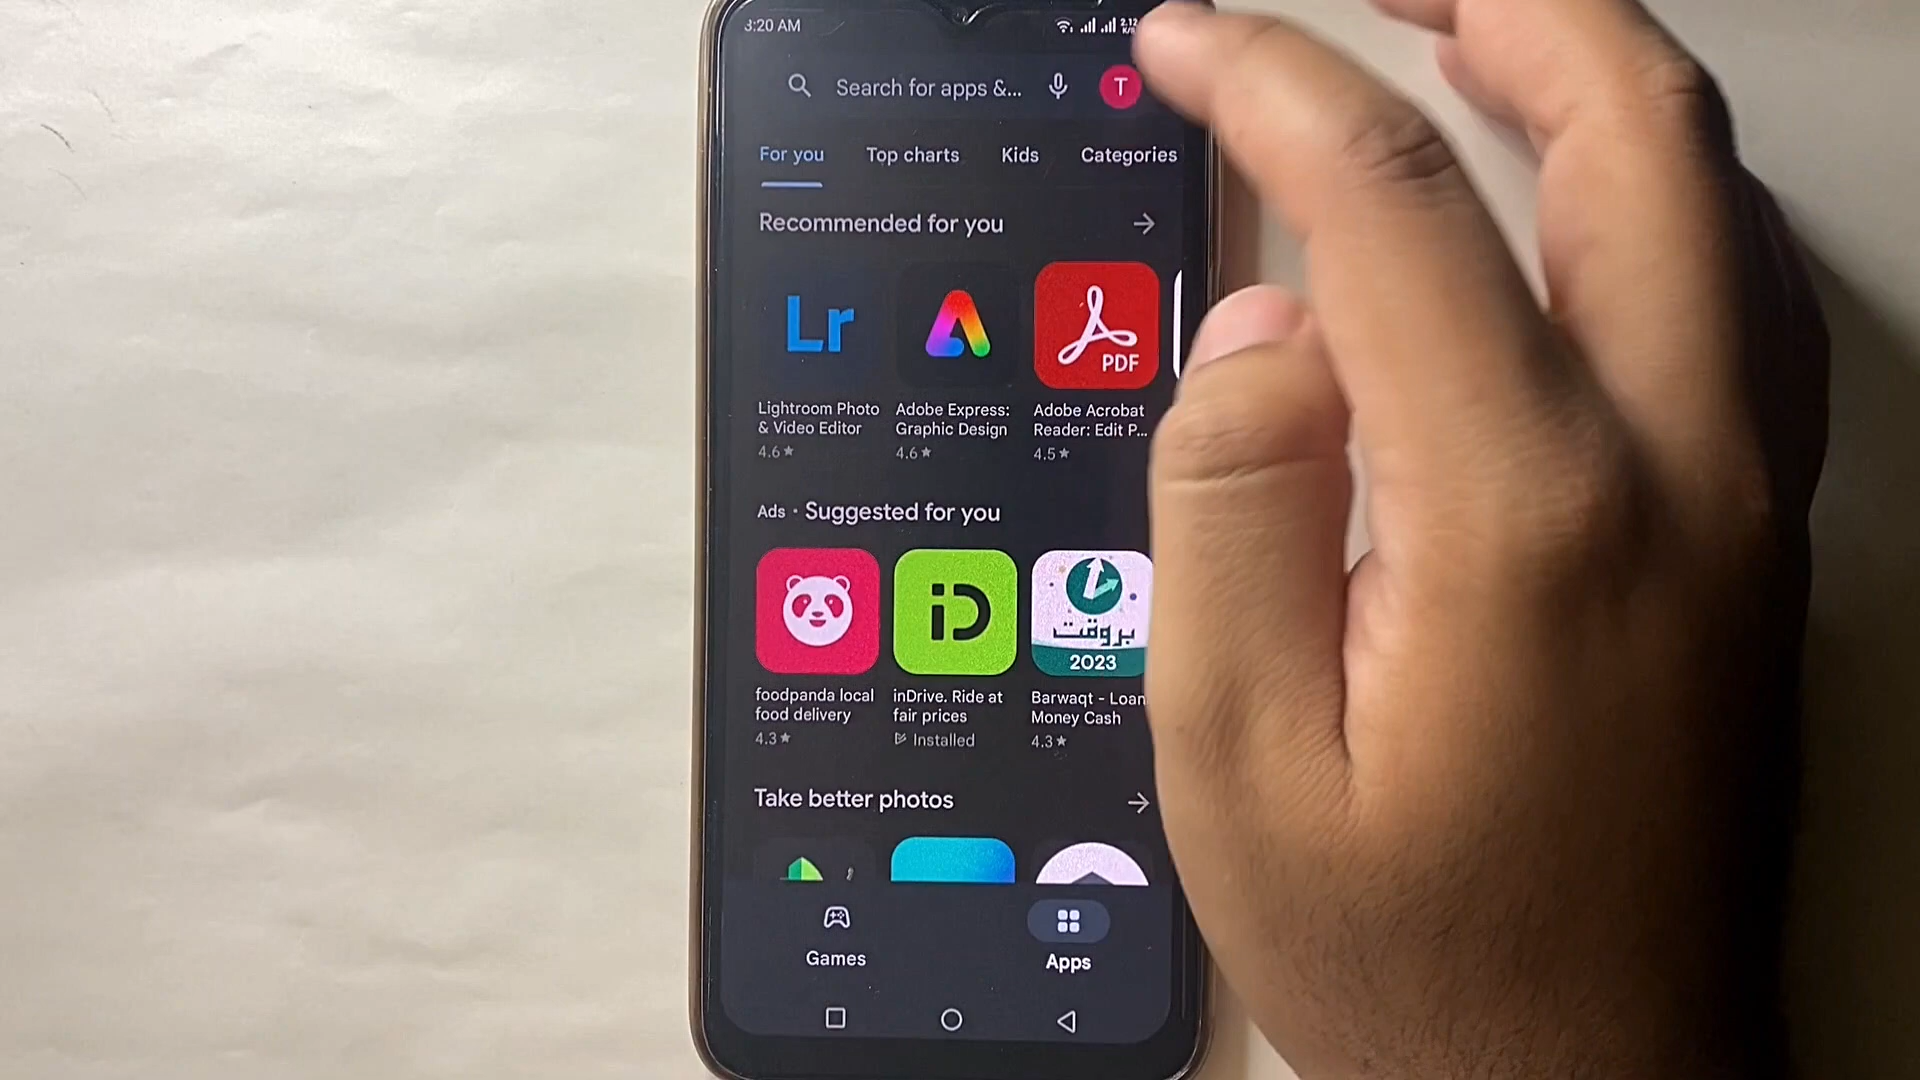 3:20 AM
2.12
K/s
Search for apps &...
T
For you
Top charts
Kids
Categories
Recommended for you
Lr
PDF
Lightroom Photo
& Video Editor
4.6★
Adobe Express:
Graphic Design
4.6★
Adobe Acrobat
Reader: Edit P...
4.5★
Ads · Suggested for you
iD
بروقت
2023
foodpanda local
food delivery
4.3★
inDrive. Ride at
fair prices
Installed
Barwaqt - Loan
Money Cash
4.3★
Take better photos
Games
Apps